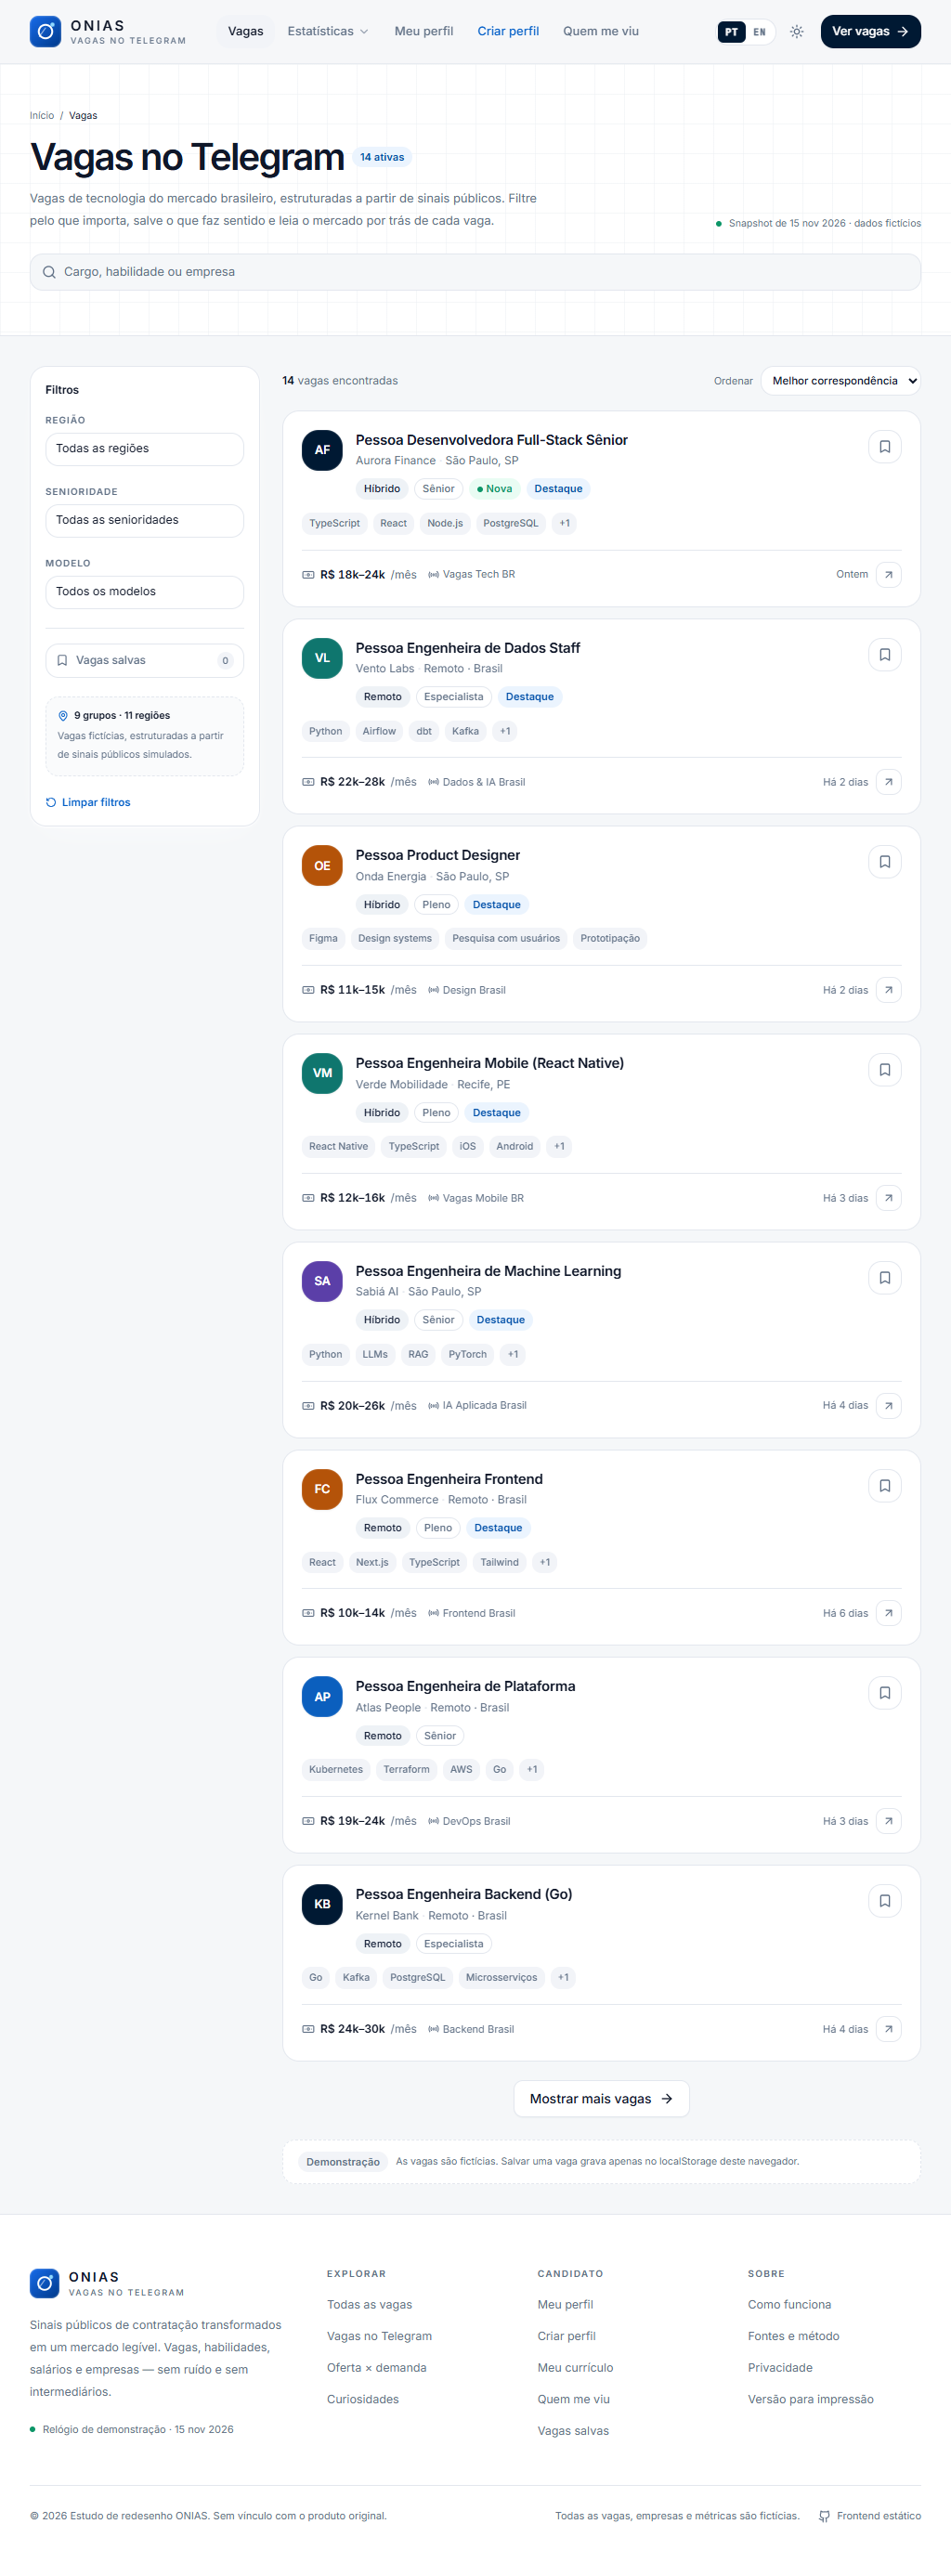 ONIAS
VAGAS NO TELEGRAM
Vagas
Estatísticas
Meu perfil
Criar perfil
Quem me viu
PT
EN
Ver vagas
Início / Vagas
Vagas no Telegram
14 ativas
Vagas de tecnologia do mercado brasileiro, estruturadas a partir de sinais públicos. Filtre
pelo que importa, salve o que faz sentido e leia o mercado por trás de cada vaga.
Snapshot de 15 nov 2026 · dados fictícios
Cargo, habilidade ou empresa
Filtros
REGIÃO
Todas as regiões
SENIORIDADE
Todas as senioridades
MODELO
Todos os modelos
Vagas salvas
0
9 grupos · 11 regiões
Vagas fictícias, estruturadas a partir
de sinais públicos simulados.
Limpar filtros
14 vagas encontradas
Ordenar
Melhor correspondência
AF
Pessoa Desenvolvedora Full-Stack Sênior
Aurora Finance · São Paulo, SP
Híbrido
Sênior
Nova
Destaque
TypeScript
React
Node.js
PostgreSQL
+1
R$ 18k–24k /mês
Vagas Tech BR
Ontem
VL
Pessoa Engenheira de Dados Staff
Vento Labs · Remoto · Brasil
Remoto
Especialista
Destaque
Python
Airflow
dbt
Kafka
+1
R$ 22k–28k /mês
Dados & IA Brasil
Há 2 dias
OE
Pessoa Product Designer
Onda Energia · São Paulo, SP
Híbrido
Pleno
Destaque
Figma
Design systems
Pesquisa com usuários
Prototipação
R$ 11k–15k /mês
Design Brasil
Há 2 dias
VM
Pessoa Engenheira Mobile (React Native)
Verde Mobilidade · Recife, PE
Híbrido
Pleno
Destaque
React Native
TypeScript
iOS
Android
+1
R$ 12k–16k /mês
Vagas Mobile BR
Há 3 dias
SA
Pessoa Engenheira de Machine Learning
Sabiá AI · São Paulo, SP
Híbrido
Sênior
Destaque
Python
LLMs
RAG
PyTorch
+1
R$ 20k–26k /mês
IA Aplicada Brasil
Há 4 dias
FC
Pessoa Engenheira Frontend
Flux Commerce · Remoto · Brasil
Remoto
Pleno
Destaque
React
Next.js
TypeScript
Tailwind
+1
R$ 10k–14k /mês
Frontend Brasil
Há 6 dias
AP
Pessoa Engenheira de Plataforma
Atlas People · Remoto · Brasil
Remoto
Sênior
Kubernetes
Terraform
AWS
Go
+1
R$ 19k–24k /mês
DevOps Brasil
Há 3 dias
KB
Pessoa Engenheira Backend (Go)
Kernel Bank · Remoto · Brasil
Remoto
Especialista
Go
Kafka
PostgreSQL
Microsserviços
+1
R$ 24k–30k /mês
Backend Brasil
Há 4 dias
Mostrar mais vagas
Demonstração
As vagas são fictícias. Salvar uma vaga grava apenas no localStorage deste navegador.
ONIAS
VAGAS NO TELEGRAM
Sinais públicos de contratação transformados
em um mercado legível. Vagas, habilidades,
salários e empresas — sem ruído e sem
intermediários.
Relógio de demonstração · 15 nov 2026
EXPLORAR
Todas as vagas
Vagas no Telegram
Oferta × demanda
Curiosidades
CANDIDATO
Meu perfil
Criar perfil
Meu currículo
Quem me viu
Vagas salvas
SOBRE
Como funciona
Fontes e método
Privacidade
Versão para impressão
© 2026 Estudo de redesenho ONIAS. Sem vínculo com o produto original.
Todas as vagas, empresas e métricas são fictícias.
Frontend estático